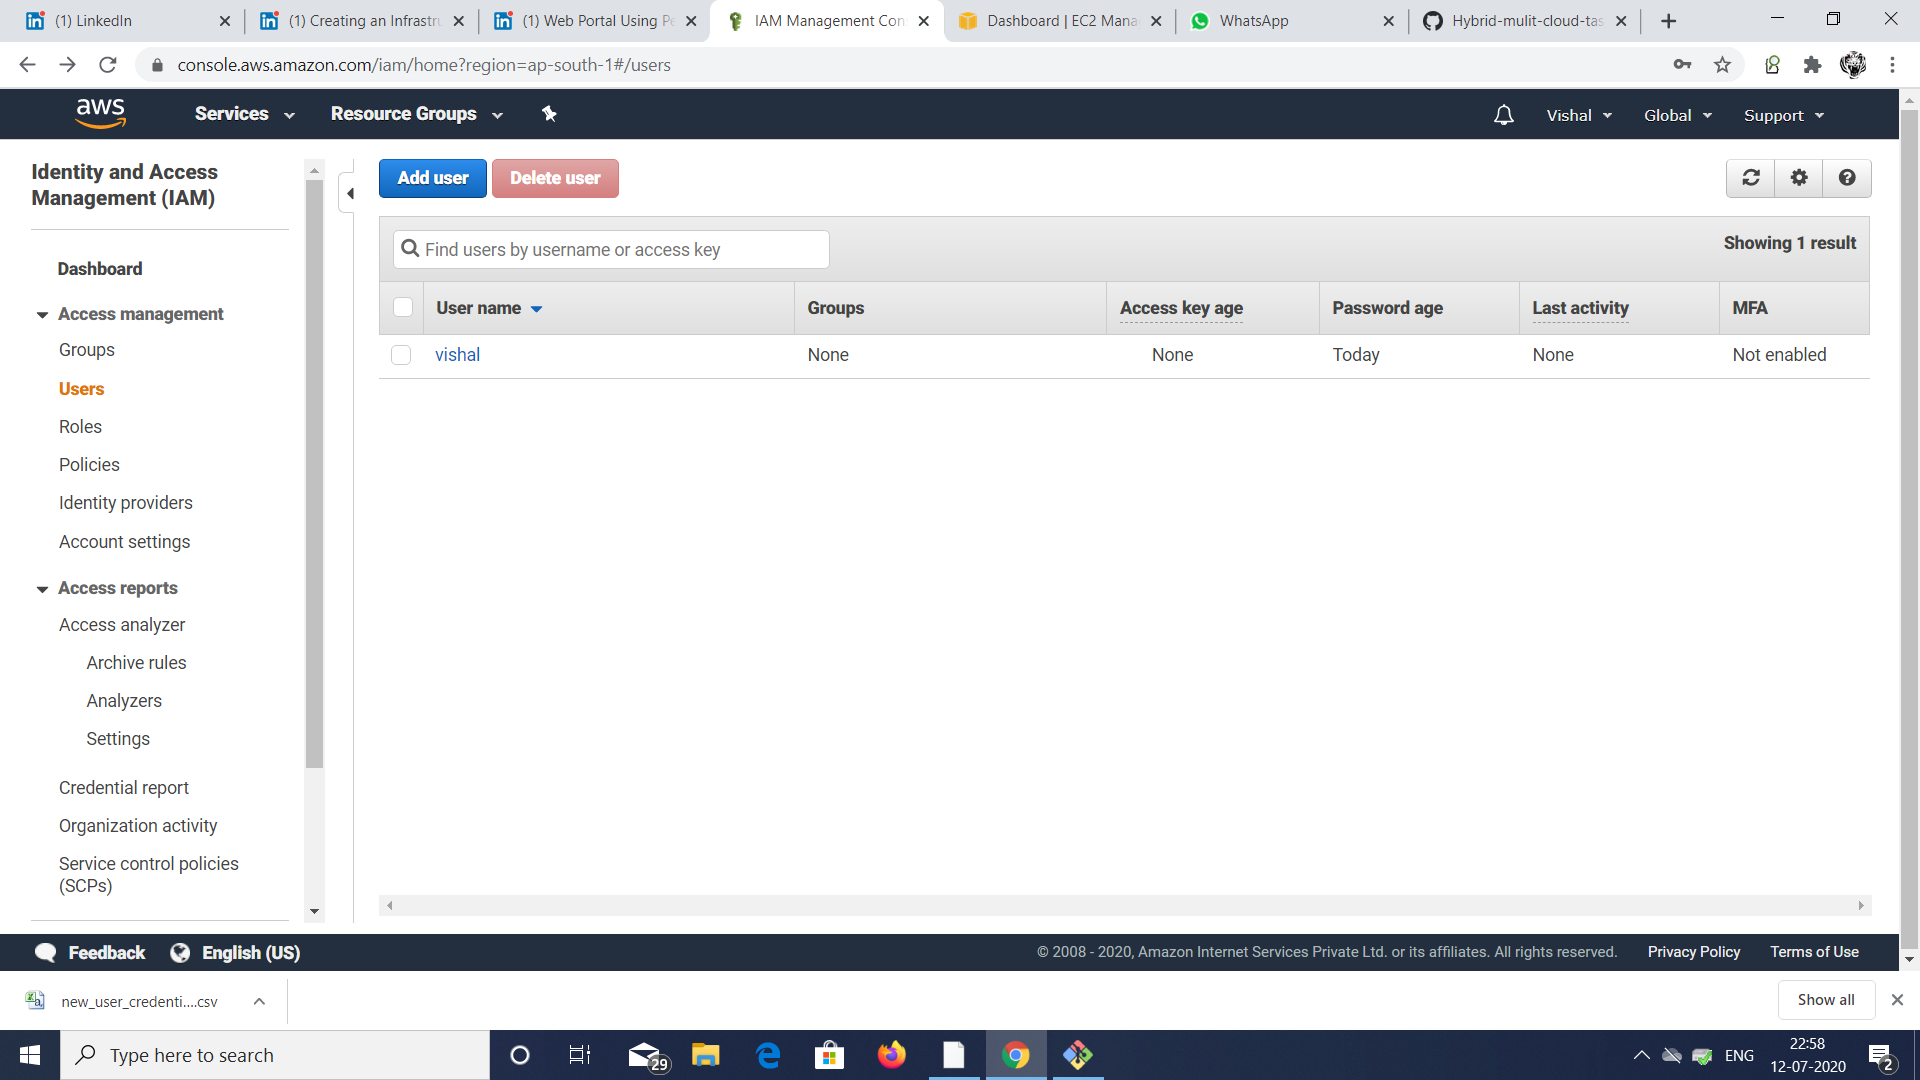 (1) LinkedIn
(1) Creating an Infrastru
(1) Web Portal Using Pe
IAM Management Con
Dashboard | EC2 Mana
WhatsApp
Hybrid-mulit-cloud-tas
console.aws.amazon.com/iam/home?region=ap-south-1#/users
aws
Services
Resource Groups
Vishal
Global
Support
Identity and Access
Management (IAM)
Dashboard
Access management
Groups
Users
Roles
Policies
Identity providers
Account settings
Access reports
Access analyzer
Archive rules
Analyzers
Settings
Credential report
Organization activity
Service control policies
(SCPs)
Add user
Delete user
Find users by username or access key
Showing 1 result
User name
Groups
Access key age
Password age
Last activity
MFA
vishal
None
None
Today
None
Not enabled
Feedback
English (US)
© 2008 - 2020, Amazon Internet Services Private Ltd. or its affiliates. All rights reserved.
Privacy Policy
Terms of Use
new_user_credenti....csv
Show all
Type here to search
29
ENG
22:58
12-07-2020
2